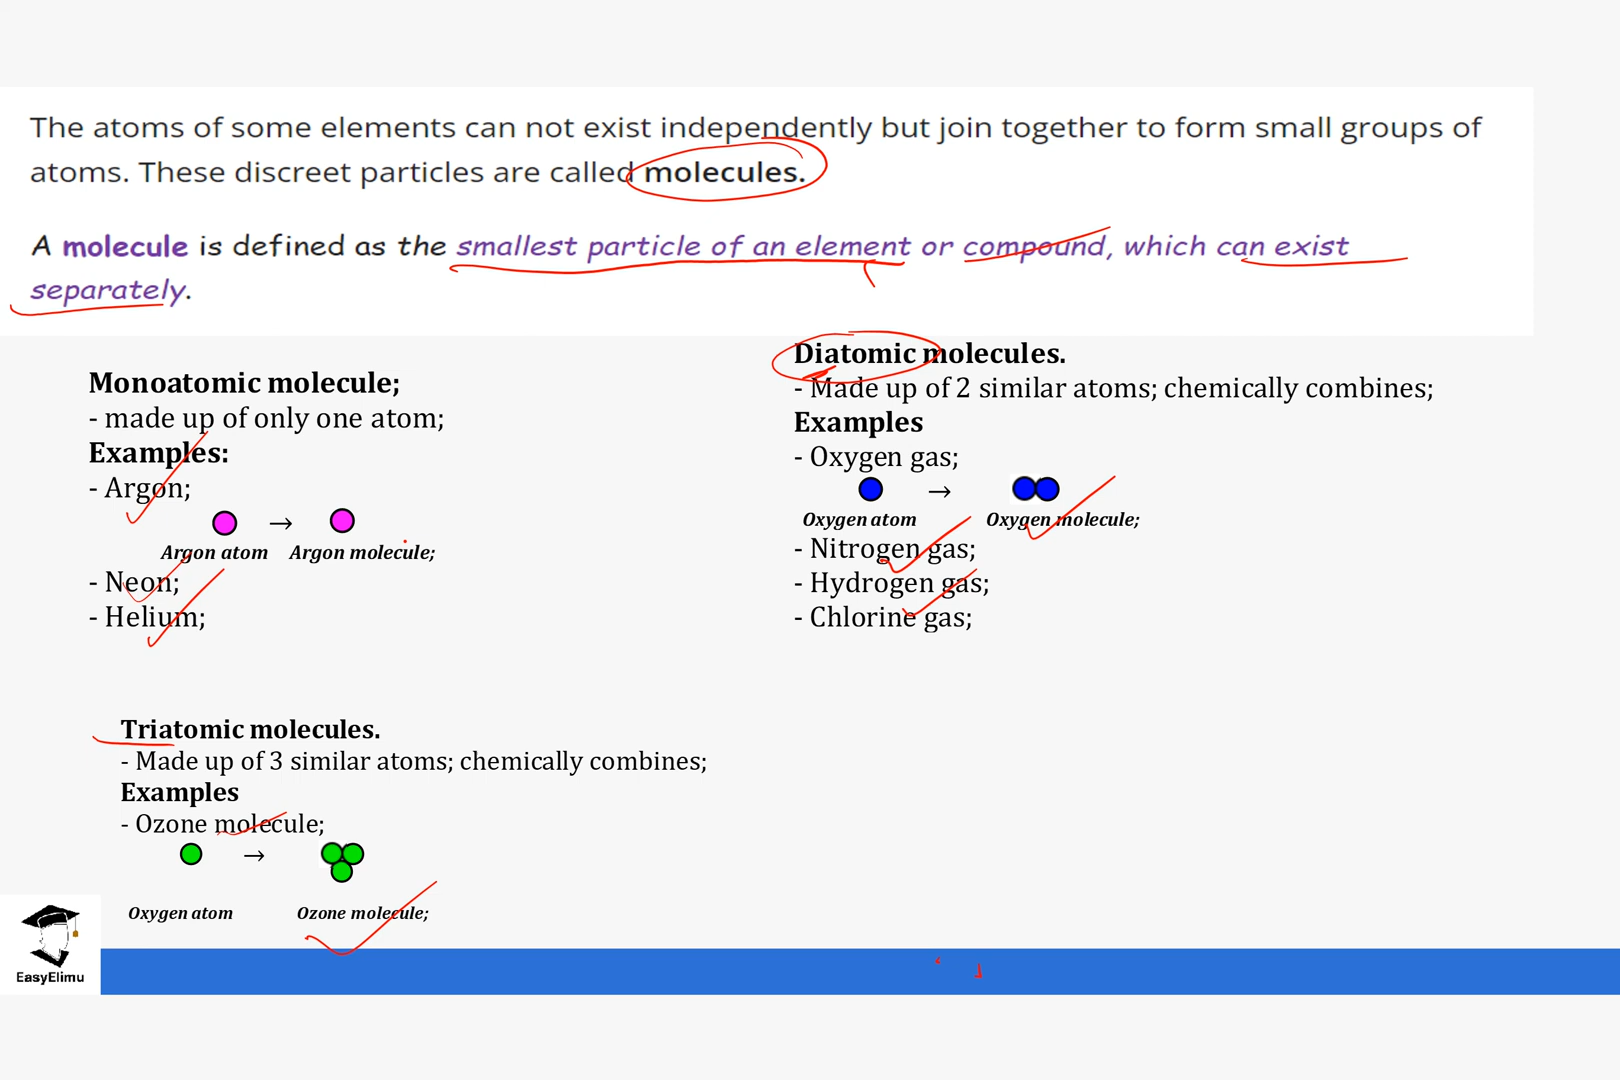 The atoms of some elements can not exist independently but join together to form small groups of
atoms. These discreet particles are called molecules.
A molecule is defined as the smallest particle of an element or compound, which can exist
separately.
Monoatomic molecule;
- made up of only one atom;
Examples:
- Argon;
Argon atom → Argon molecule;
- Neon;
- Helium;
Diatomic molecules.
- Made up of 2 similar atoms; chemically combines;
Examples
- Oxygen gas;
→
Oxygen atom Oxygen molecule;
- Nitrogen gas;
- Hydrogen gas;
- Chlorine gas;
Triatomic molecules.
- Made up of 3 similar atoms; chemically combines;
Examples
- Ozone molecule;
→
Oxygen atom Ozone molecule;
EasyElimu